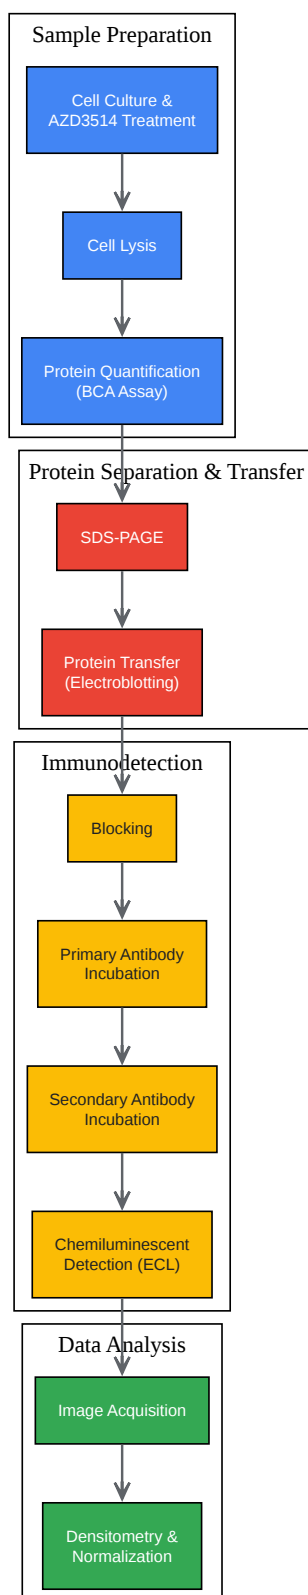 Sample Preparation
Cell Culture &
AZD3514 Treatment
Cell Lysis
Protein Quantification
(BCA Assay)
Protein Separation & Transfer
SDS-PAGE
Protein Transfer
(Electroblotting)
Immunodetection
Blocking
Primary Antibody
Incubation
Secondary Antibody
Incubation
Chemiluminescent
Detection (ECL)
Data Analysis
Image Acquisition
Densitometry &
Normalization